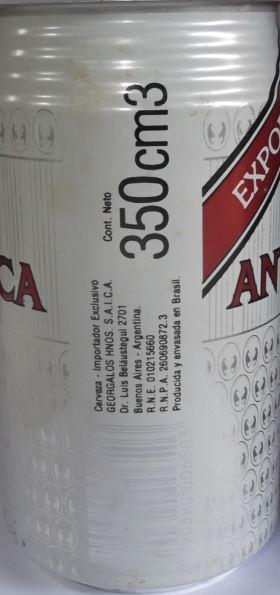 Cont. Neto
350cm3
Cerveza - Importador Exclusivo
GEORGALOS HNOS. S.A.I.C.A.
Dr. Luis Beláustegui 2701
Buenos Aires - Argentina.
R.N.E. 010215660
R.N.P.A. 260690872.3
Producida y envasada en Brasil.
CA
EXPO
AN